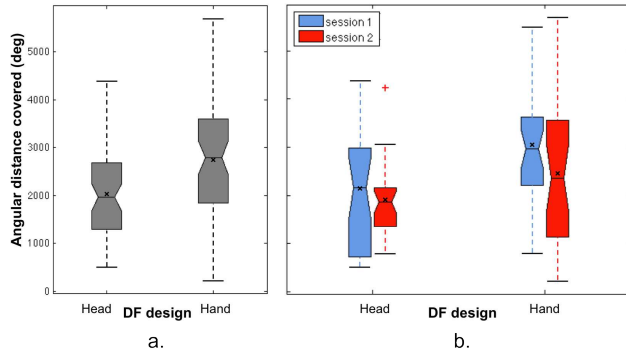 Angular distance covered (deg)
5000
4000
3000
2000
1000
0
Head DF design Hand
a.
session 1
session 2
Head DF design Hand
b.